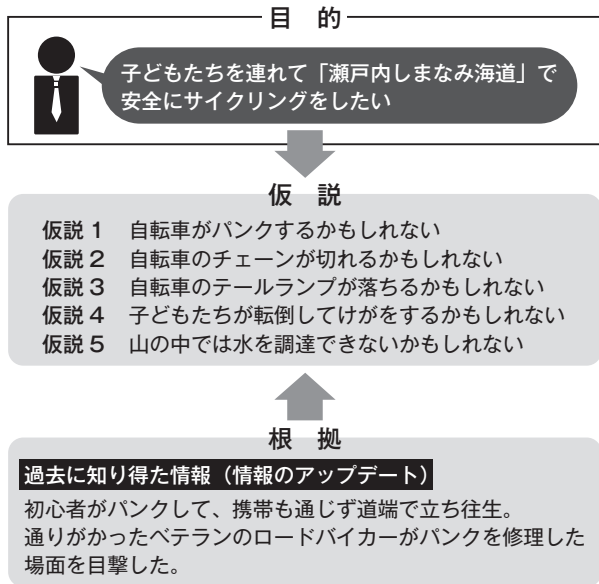 目 的
子どもたちを連れて「瀬戸内しまなみ海道」で
安全にサイクリングをしたい
仮 説
仮説 1 自転車がパンクするかもしれない
仮説 2 自転車のチェーンが切れるかもしれない
仮説 3 自転車のテールランプが落ちるかもしれない
仮説 4 子どもたちが転倒してけがをするかもしれない
仮説 5 山の中では水を調達できないかもしれない
根 拠
過去に知り得た情報（情報のアップデート）
初心者がパンクして、携帯も通じず道端で立ち往生。
通りがかったベテランのロードバイカーがパンクを修理した
場面を目撃した。